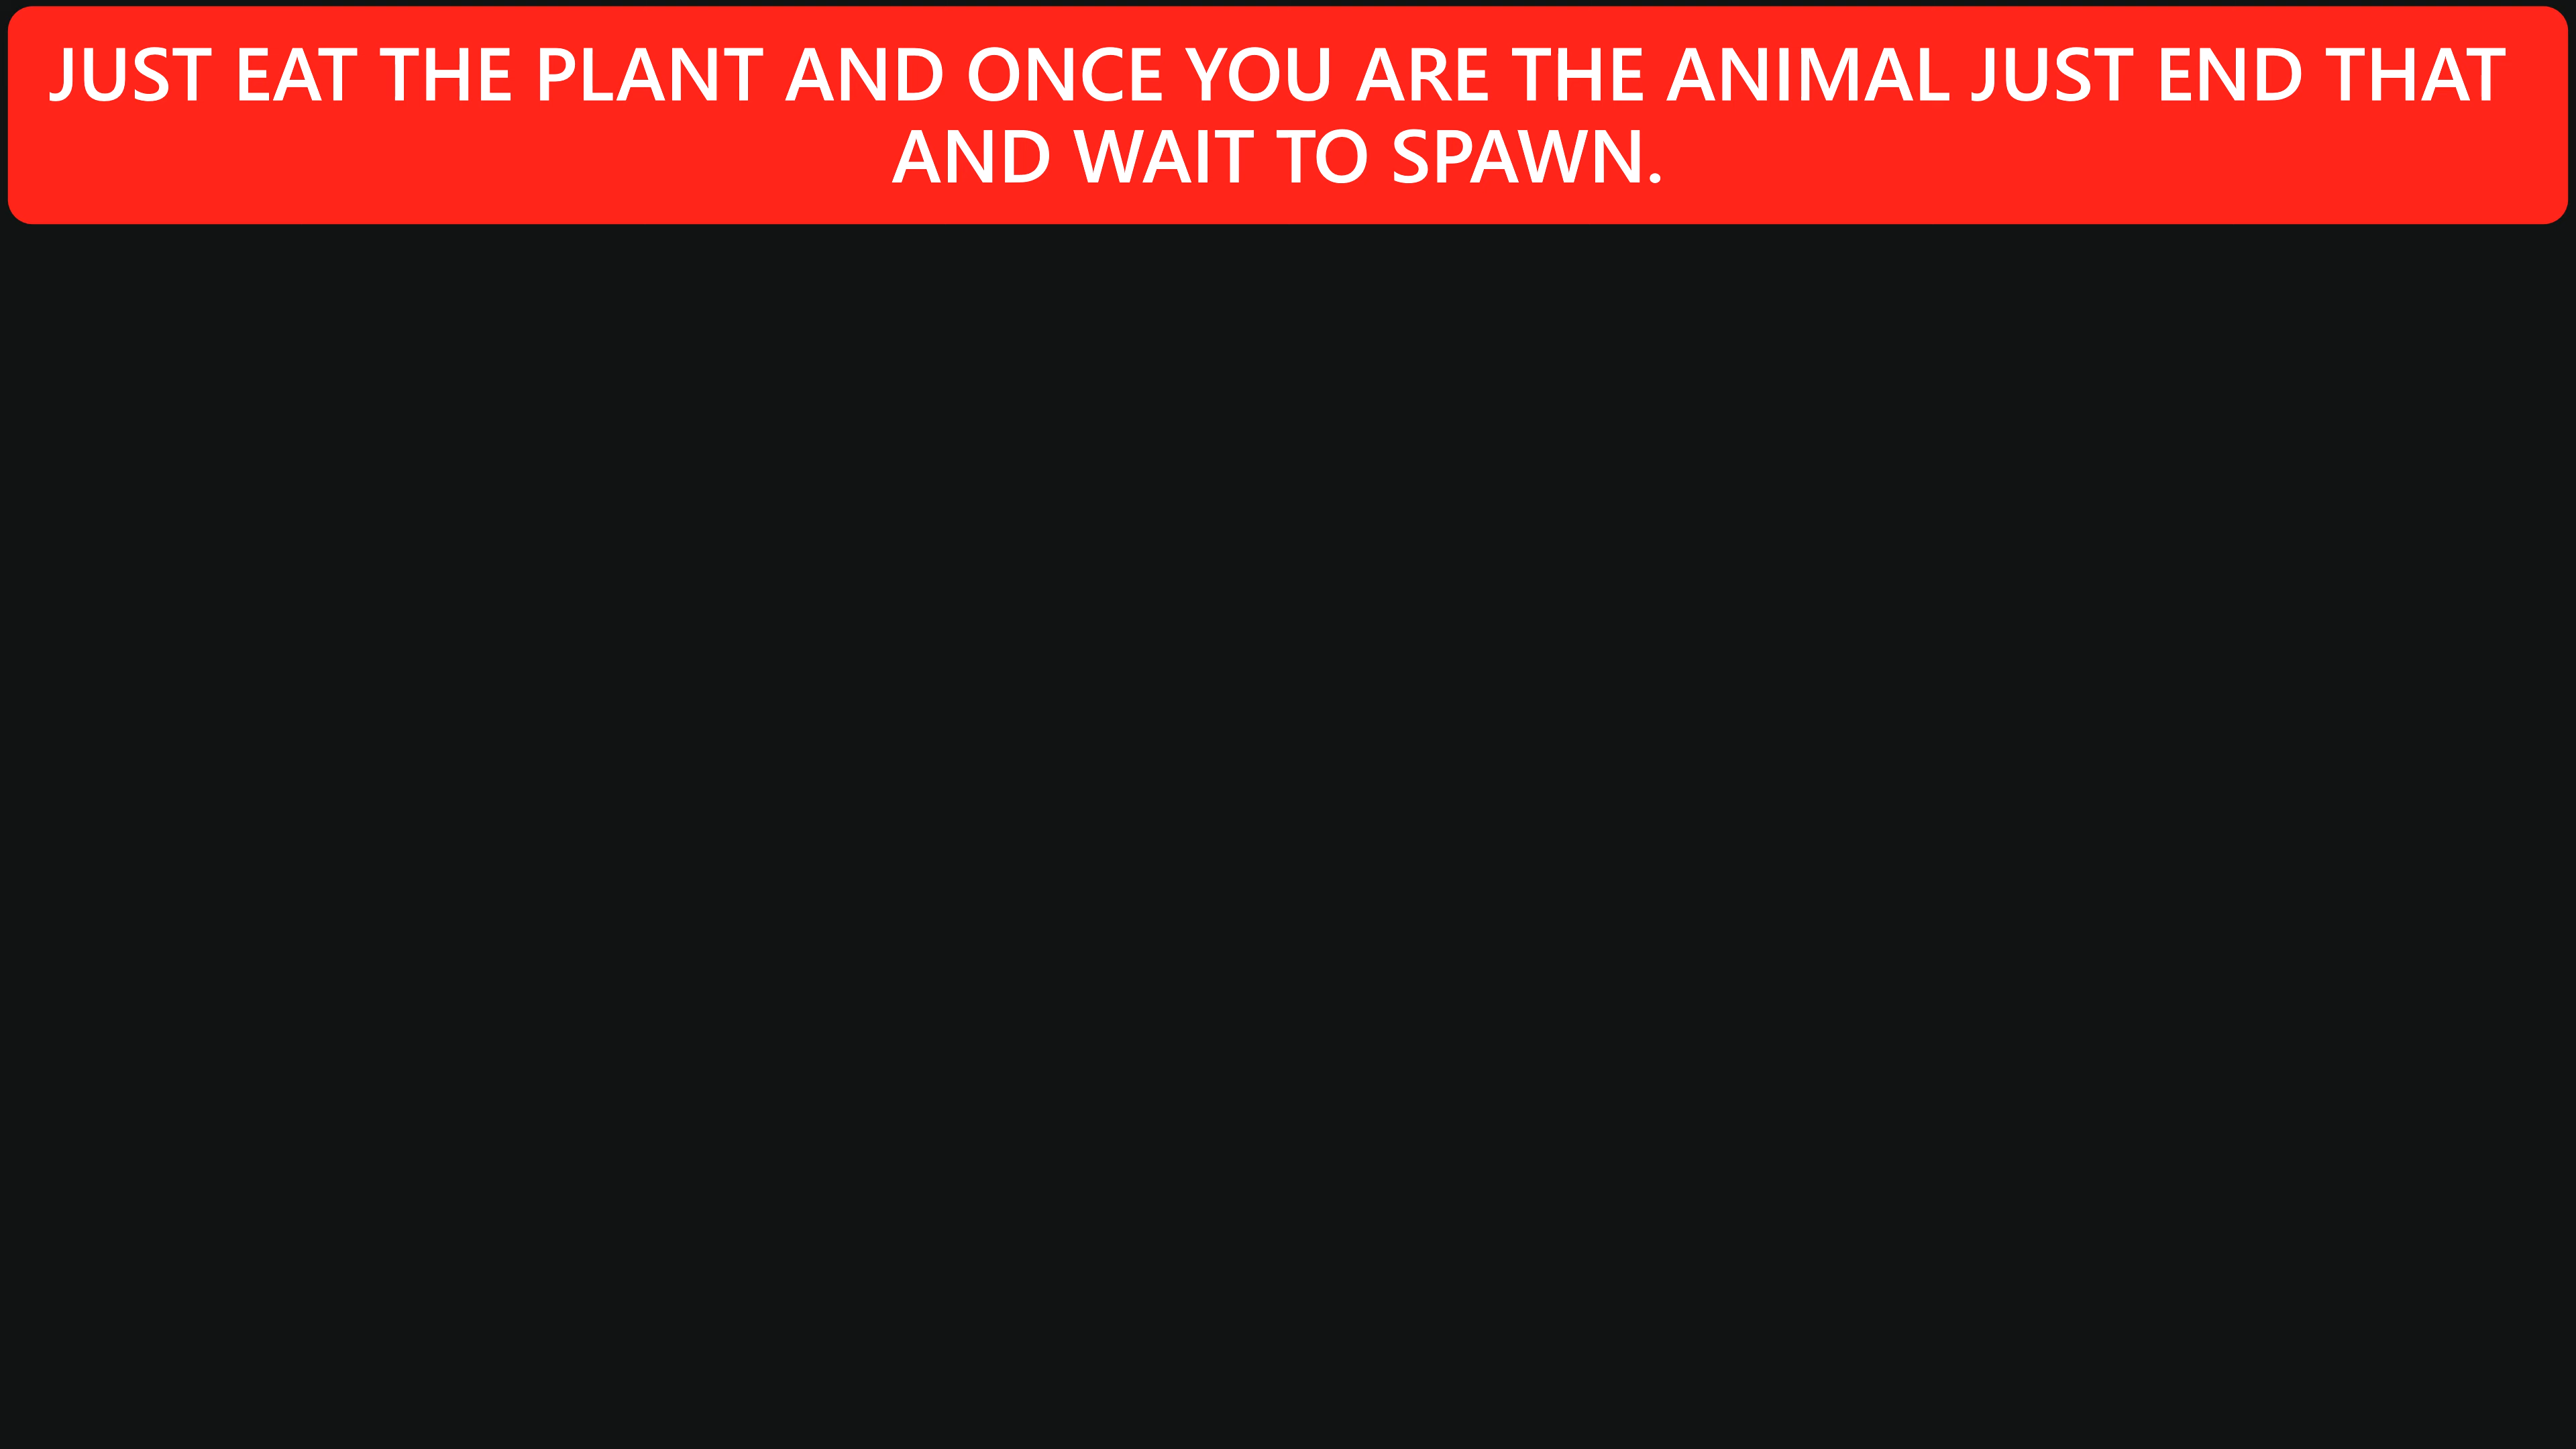 JUST EAT THE PLANT AND ONCE YOU ARE THE ANIMAL JUST END THAT
AND WAIT TO SPAWN.